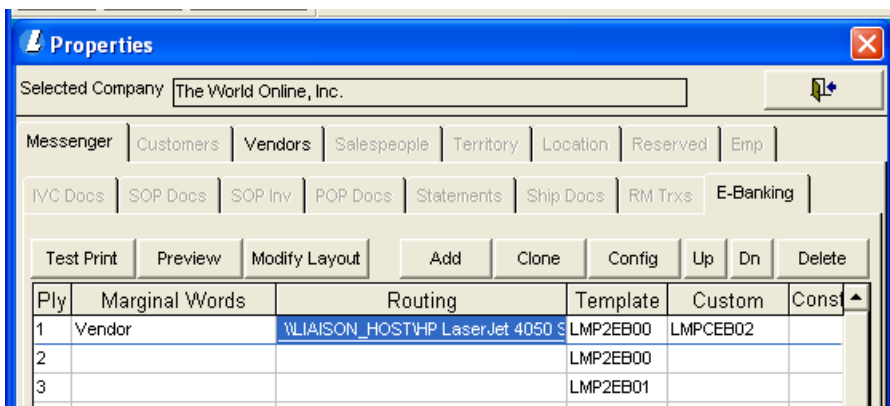 Properties
Selected Company The World Online, Inc.
Messenger Customers Vendors Salespeople Territory Location Reserved Emp
IVC Docs SOP Docs SOP Inv POP Docs Statements Ship Docs RM Trxs E-Banking
Test Print Preview Modify Layout Add Clone Config Up Dn Delete
Ply Marginal Words Routing Template Custom Const
1 Vendor \\LIAISON_HOST\HP LaserJet 4050 S LMP2EB00 LMPCEB02
2 LMP2EB00
3 LMP2EB01